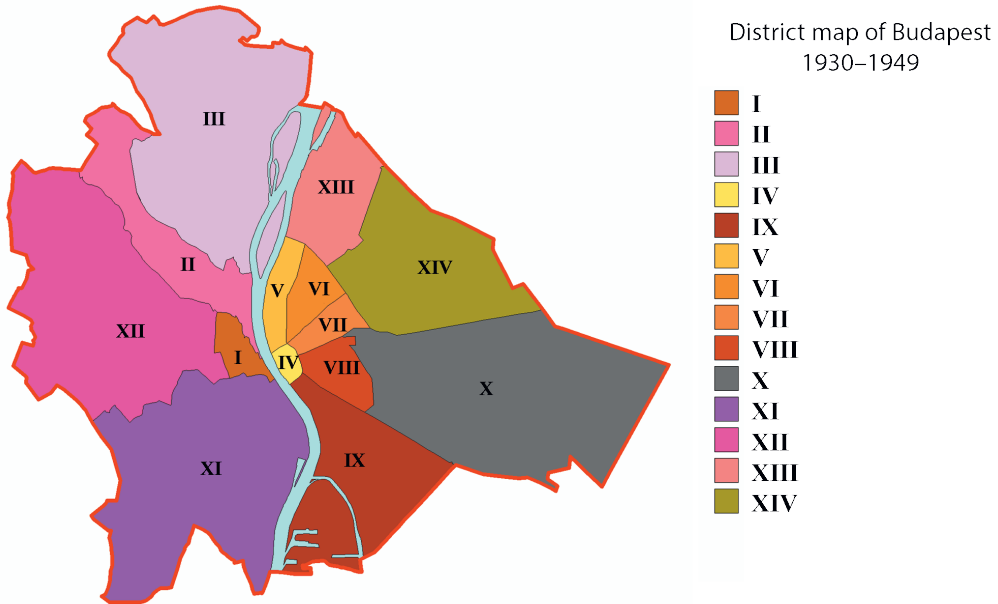 District map of Budapest
1930–1949
I
II
III
IV
IX
V
VI
VII
VIII
X
XI
XII
XIII
XIV
III
XIII
II
XIV
V
VI
VII
XII
I
IV
VIII
X
XI
IX